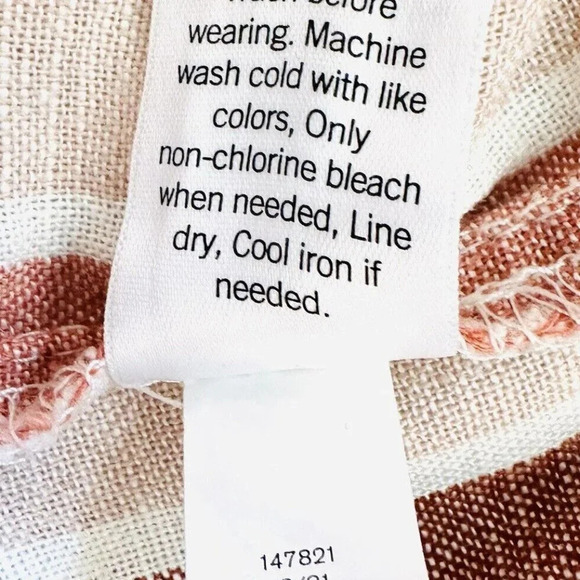 before
wearing. Machine
wash cold with like
colors, Only
non-chlorine bleach
when needed, Line
dry, Cool iron if
needed.
147821